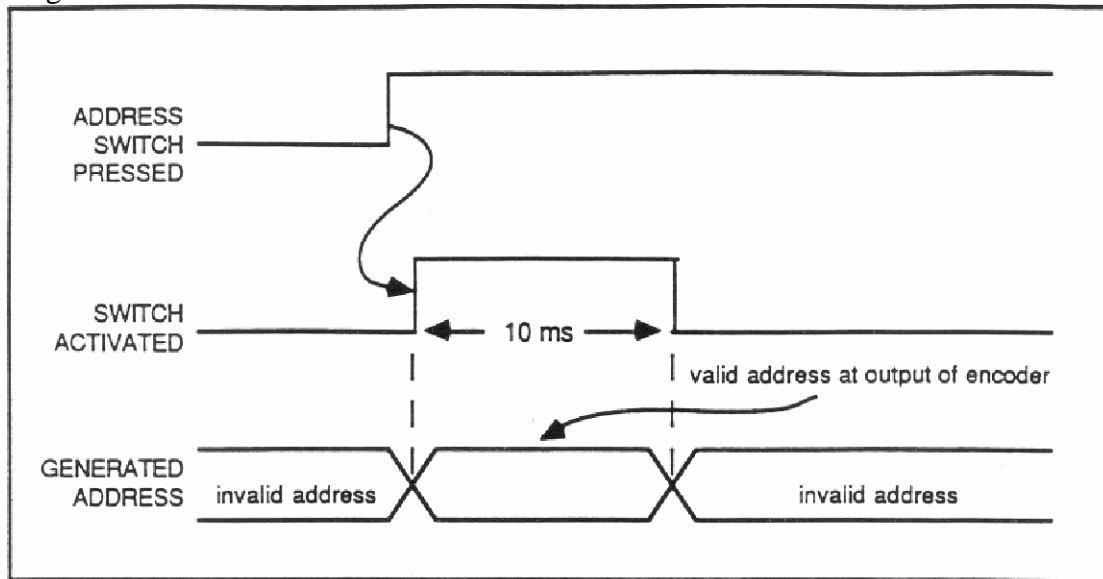 ADDRESS
SWITCH
PRESSED
SWITCH
ACTIVATED
10 ms
valid address at output of encoder
GENERATED
ADDRESS
invalid address
invalid address